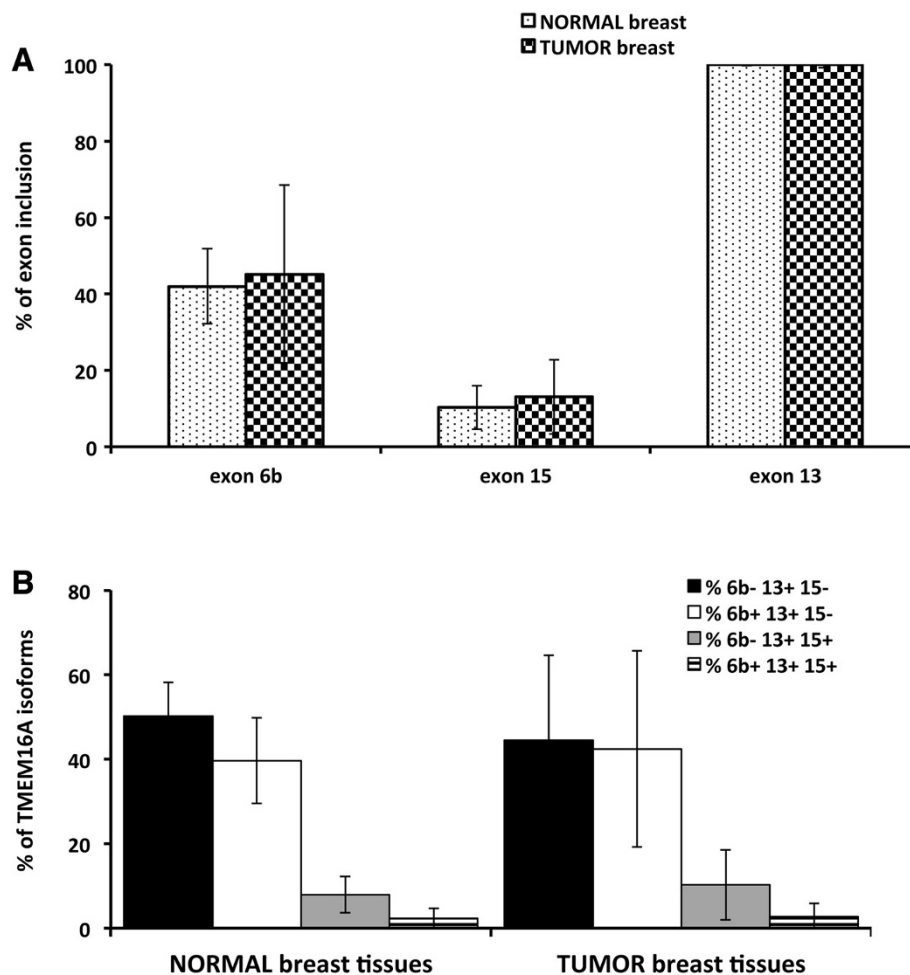 NORMAL breast
TUMOR breast
A
% of exon inclusion
100
80
60
40
20
0
exon 6b
exon 15
exon 13
B
% of TMEM16A isoforms
80
60
40
20
0
% 6b- 13+ 15-
% 6b+ 13+ 15-
% 6b- 13+ 15+
% 6b+ 13+ 15+
NORMAL breast tissues
TUMOR breast tissues